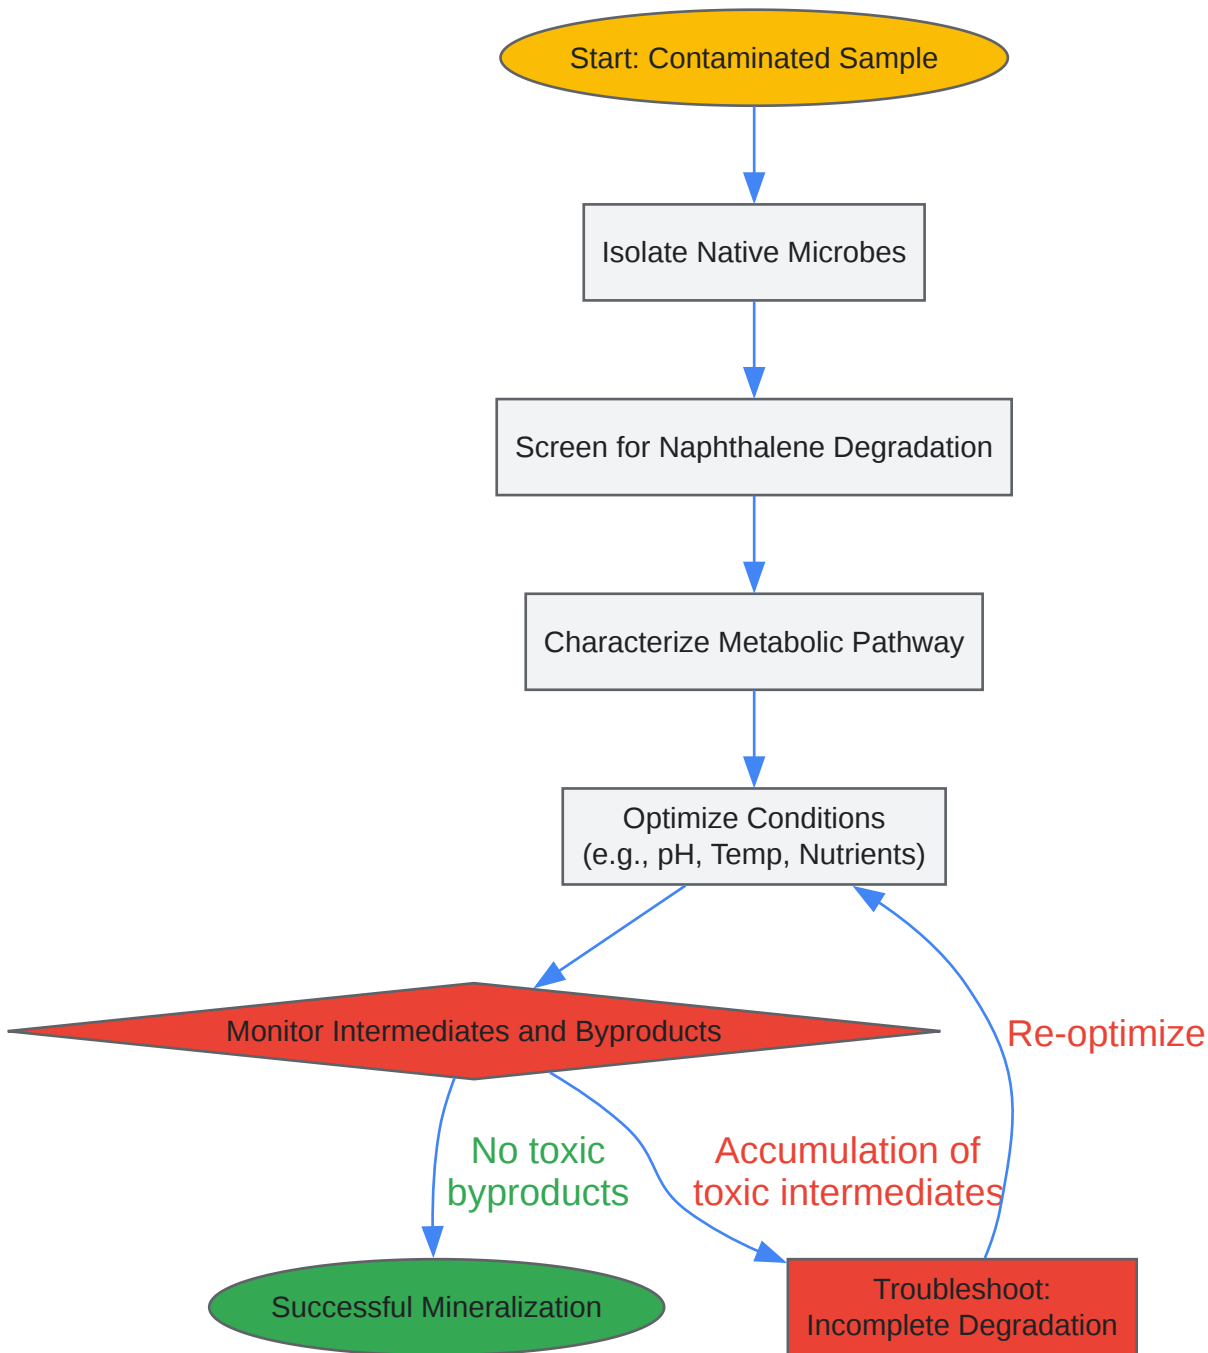 Start: Contaminated Sample
Isolate Native Microbes
Screen for Naphthalene Degradation
Characterize Metabolic Pathway
Optimize Conditions
(e.g., pH, Temp, Nutrients)
Monitor Intermediates and Byproducts
Re-optimize
No toxic
byproducts
Accumulation of
toxic intermediates
Successful Mineralization
Troubleshoot:
Incomplete Degradation